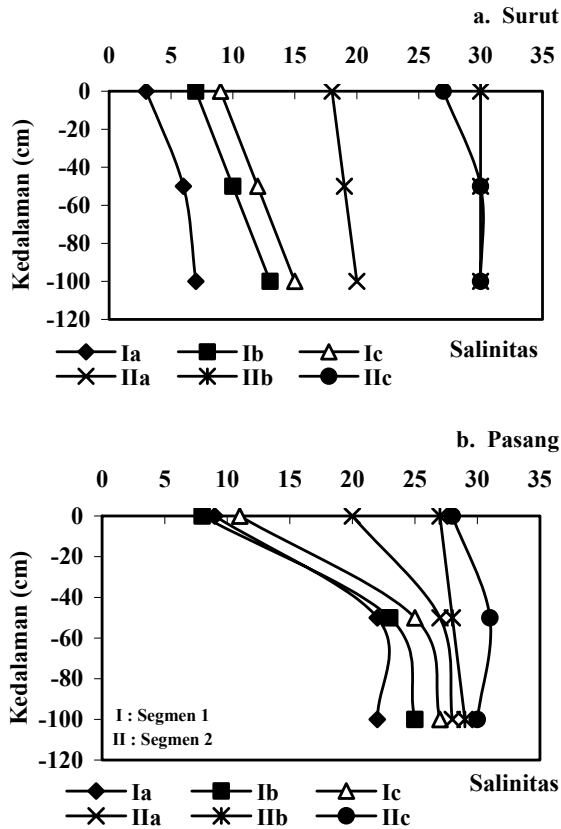 a. Surut
0 5 10 15 20 25 30 35
0
-20
-40
-60
-80
-100
-120
Kedalaman (cm)
Salinitas
Ia Ib Ic
IIa IIb IIc
b. Pasang
0 5 10 15 20 25 30 35
0
-20
-40
-60
-80
-100
-120
Kedalaman (cm)
I : Segmen 1
II : Segmen 2
Salinitas
Ia Ib Ic
IIa IIb IIc